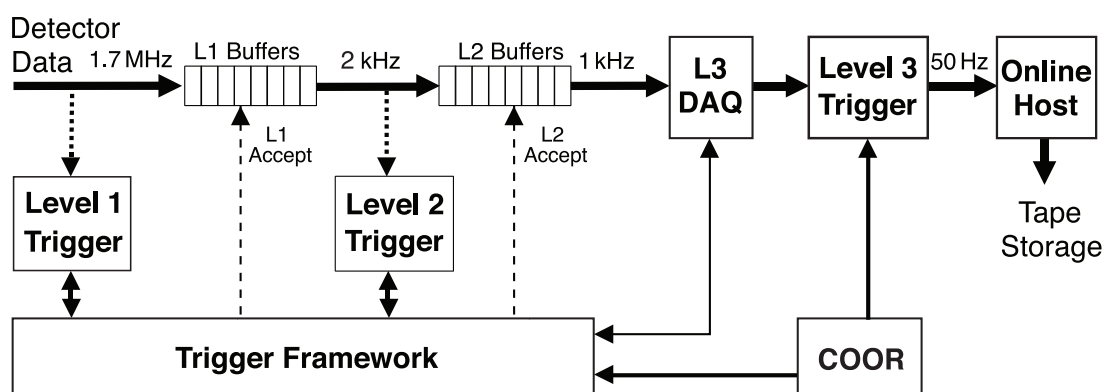 Detector
Data
1.7 MHz
L1 Buffers
2 kHz
L2 Buffers
1 kHz
L3
DAQ
Level 3
Trigger
50 Hz
Online
Host
L1
Accept
L2
Accept
Level 1
Trigger
Level 2
Trigger
Tape
Storage
Trigger Framework
COOR